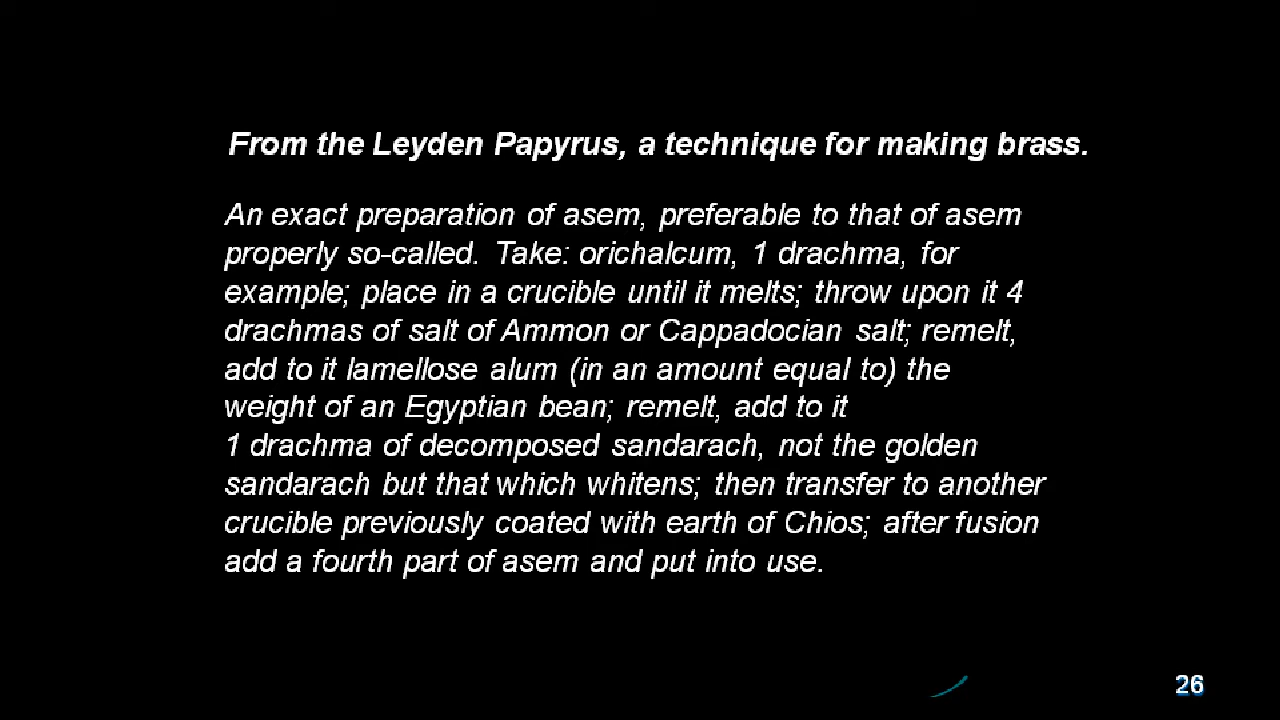 From the Leyden Papyrus, a technique for making brass.
An exact preparation of asem, preferable to that of asem
properly so-called. Take: orichalcum, 1 drachma, for
example; place in a crucible until it melts; throw upon it 4
drachmas of salt of Ammon or Cappadocian salt; remelt,
add to it lamellose alum (in an amount equal to) the
weight of an Egyptian bean; remelt, add to it
1 drachma of decomposed sandarach, not the golden
sandarach but that which whitens; then transfer to another
crucible previously coated with earth of Chios; after fusion
add a fourth part of asem and put into use.
26